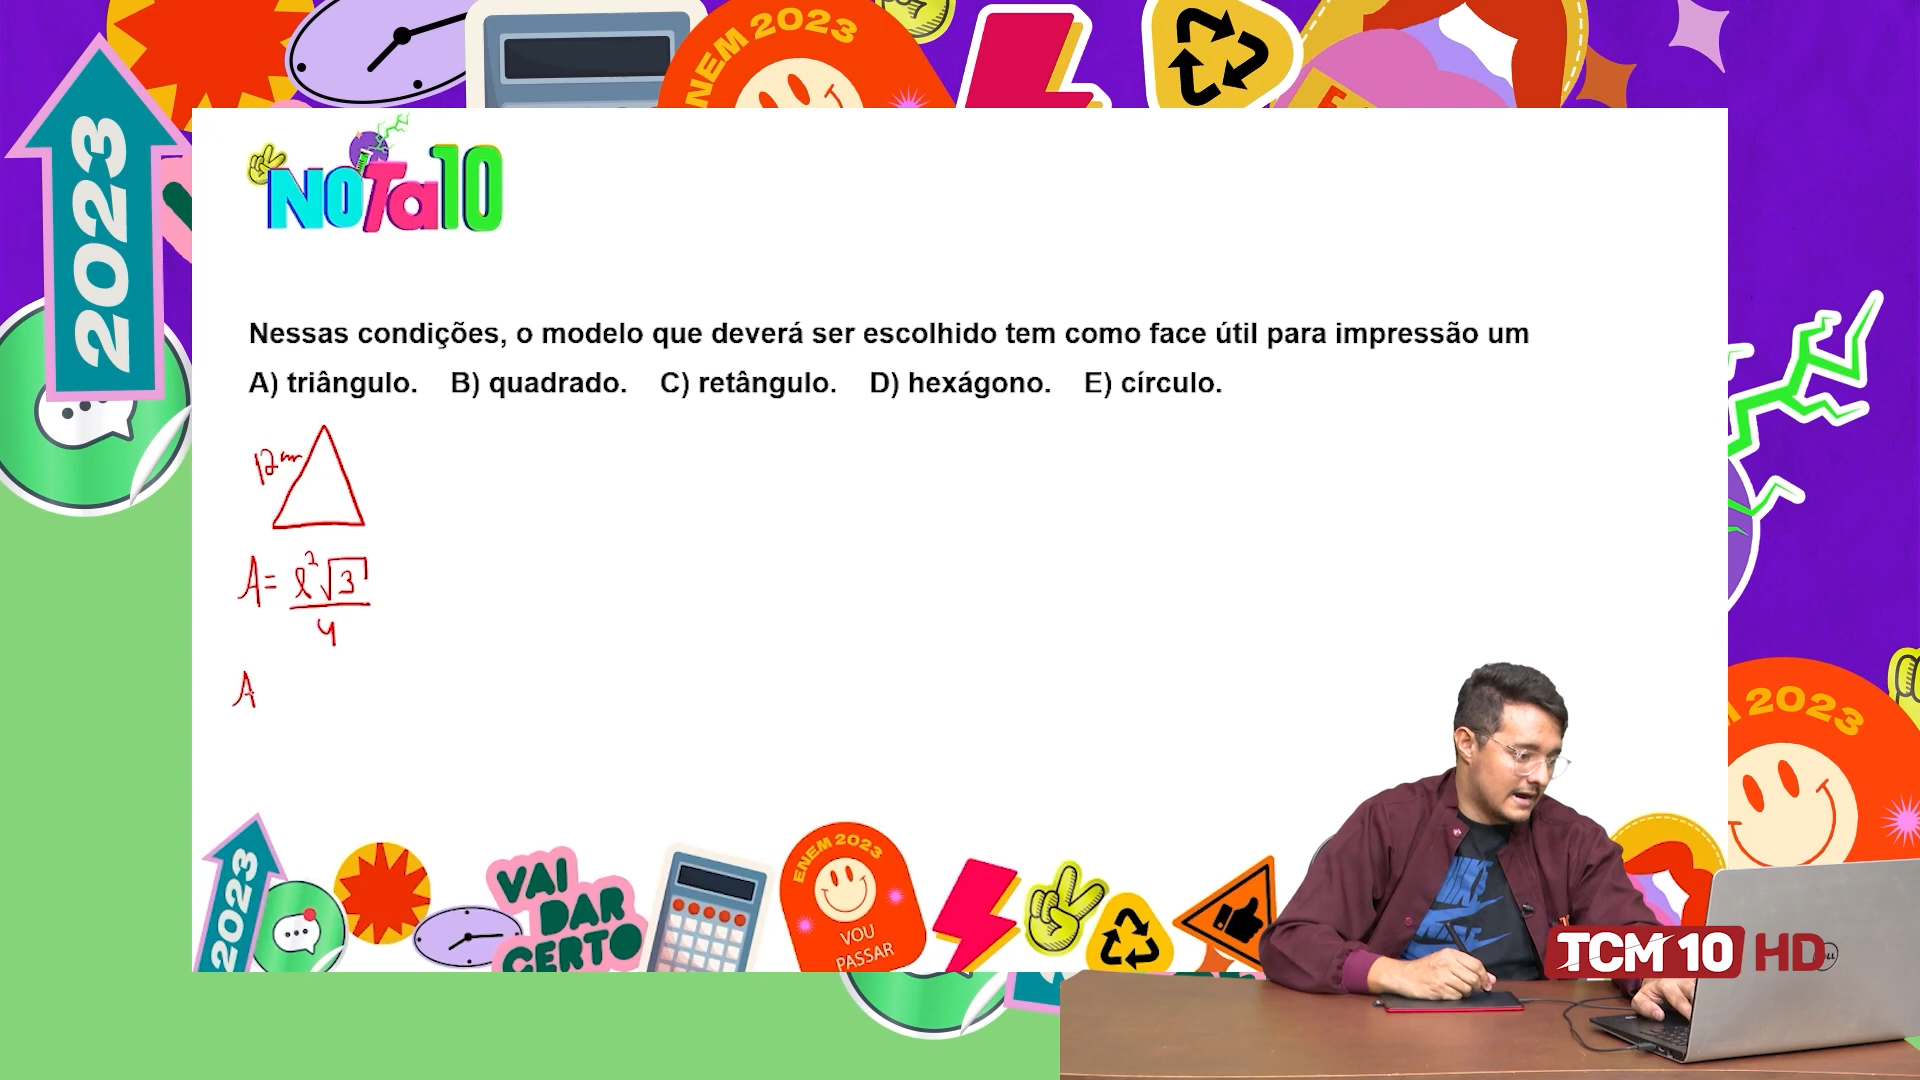 ENEM 2023
2023
NOTa10
Nessas condições, o modelo que deverá ser escolhido tem como face útil para impressão um
A) triângulo. B) quadrado. C) retângulo. D) hexágono. E) círculo.
12cm
A= l²√3
4
A
2023
2023
VAI
DAR
CERTO
ENEM 2023
VOU
PASSAR
NIKE
TCM 10 HD